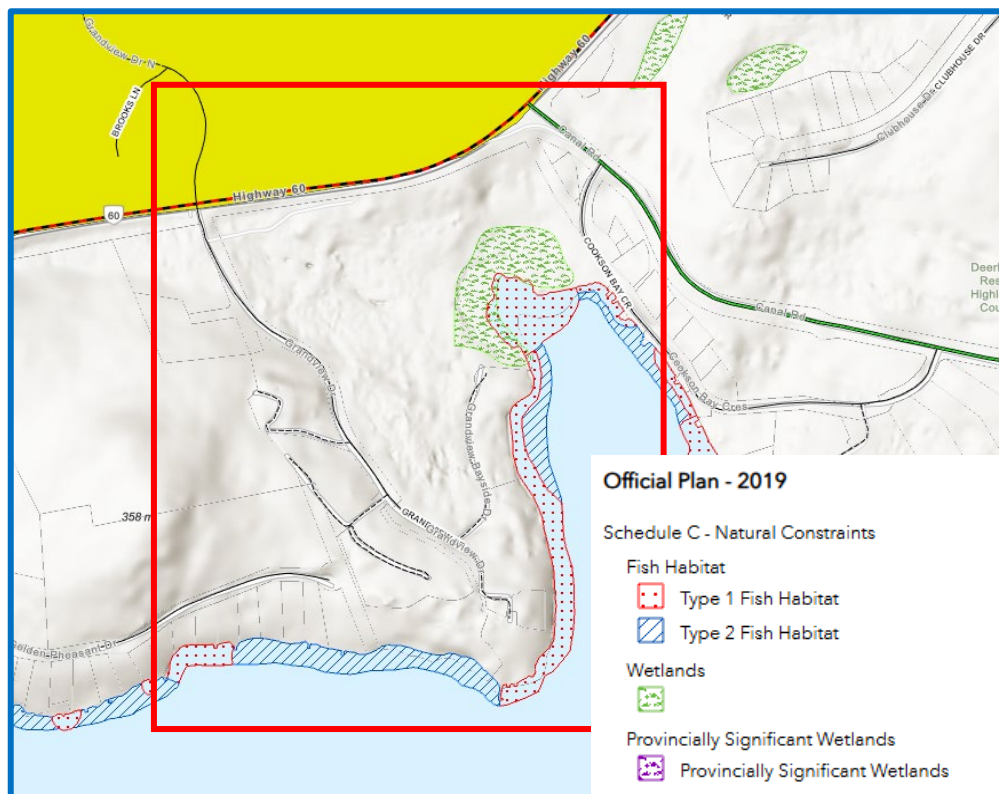 Grandview Dr N
BROOKS LN
Highway 60
Highway 60
60
Canal Rd
CLUBHOUSE DR
Clubhouse Dr
COOKSON BAY CR
Canal Rd
Cookson Bay Cres
Grandview Dr
Grandview Bayside Dr
358 m
Grandview Dr
Golden Pheasant Dr
Official Plan - 2019
Schedule C - Natural Constraints
Fish Habitat
Type 1 Fish Habitat
Type 2 Fish Habitat
Wetlands
Provincially Significant Wetlands
Provincially Significant Wetlands